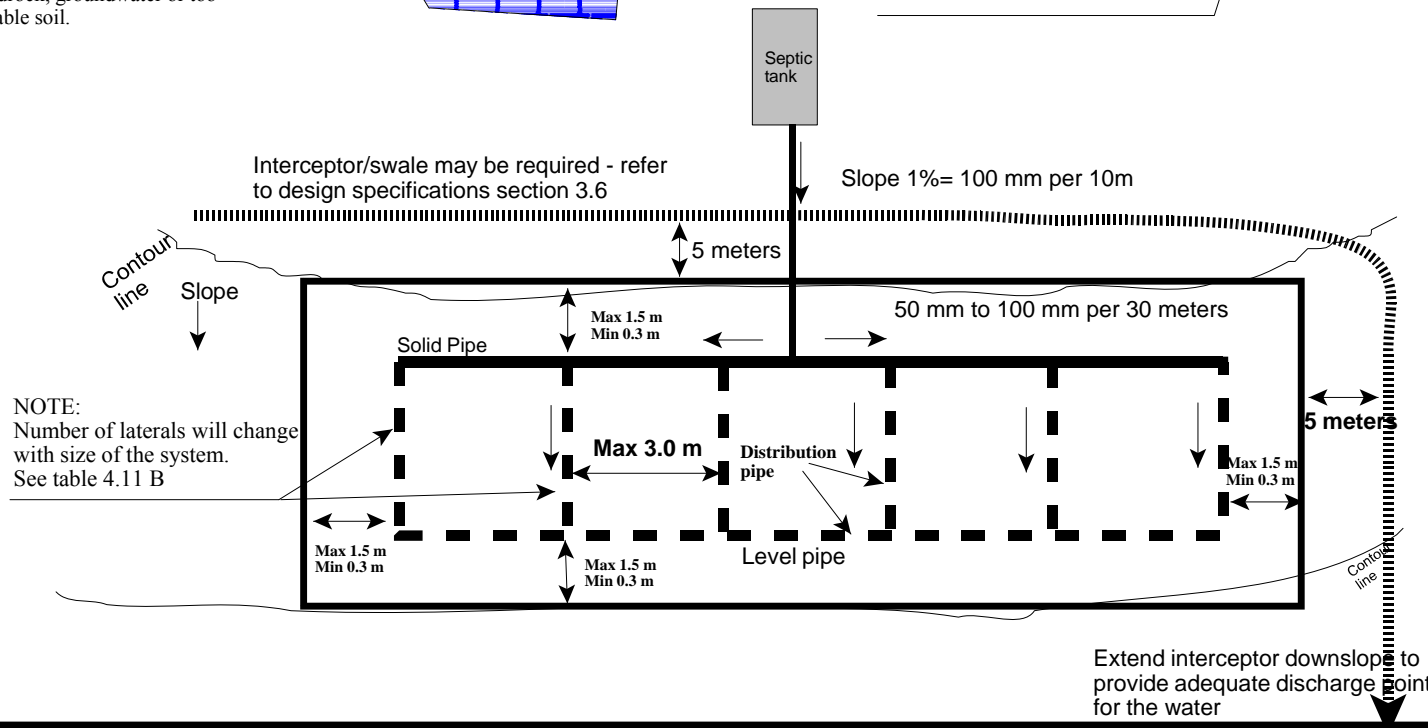 groundwater or too
able soil.
Septic
tank
Interceptor/swale may be required - refer
to design specifications section 3.6
Slope 1%= 100 mm per 10m
5 meters
Contour
line
Slope
Max 1.5 m
Min 0.3 m
50 mm to 100 mm per 30 meters
Solid Pipe
NOTE:
Number of laterals will change
with size of the system.
See table 4.11 B
Max 3.0 m
Distribution
pipe
5 meters
Max 1.5 m
Min 0.3 m
Max 1.5 m
Min 0.3 m
Level pipe
Max 1.5 m
Min 0.3 m
Contour
line
Extend interceptor downslope to
provide adequate discharge point
for the water